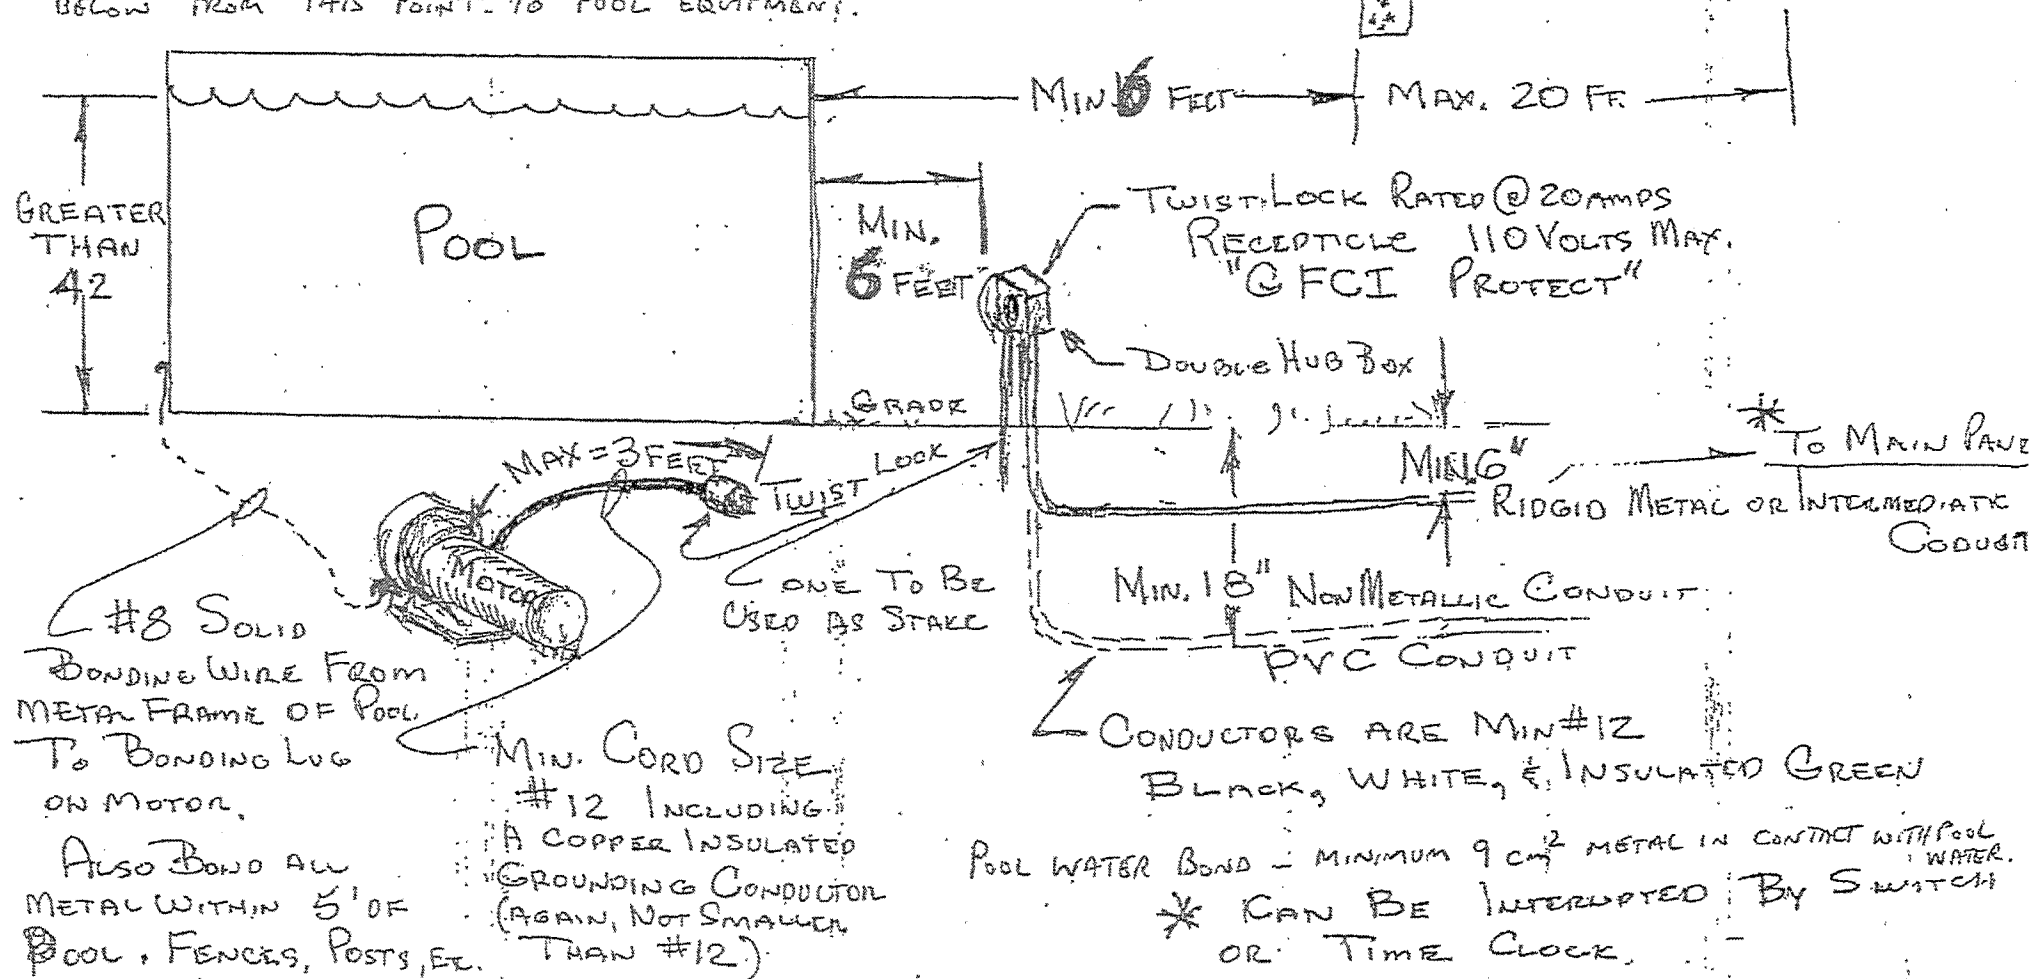 BELOW FROM THIS POINT TO POOL EQUIPMENT.
MIN. 6 FEET
MAX. 20 FT.
GREATER
THAN
42
POOL
MIN.
6 FEET
TWIST LOCK RATED @ 20 AMPS
RECEPTICLE 110 VOLTS MAX.
"GFCI PROTECT"
DOUBLE HUB BOX
GRADE
MAX = 3 FEET
TWIST LOCK
MOTOR
MIN. 6"
* TO MAIN PANE
RIDGID METAL OR INTERMEDIATE
CODUIT
ONE TO BE
USED AS STAKE
MIN. 18" NONMETALLIC CONDUIT
PVC CONDUIT
#8 SOLID
BONDING WIRE FROM
METAL FRAME OF POOL
TO BONDING LUG
ON MOTOR.
ALSO BOND ALL
METAL WITHIN 5' OF
POOL. FENCES, POSTS, ETC.
MIN. CORD SIZE
#12 INCLUDING
A COPPER INSULATED
GROUNDING CONDUCTOR
(AGAIN, NOT SMALLER
THAN #12)
CONDUCTORS ARE MIN #12
BLACK, WHITE, & INSULATED GREEN
POOL WATER BOND - MINIMUM 9 cm² METAL IN CONTACT WITH POOL
WATER.
* CAN BE INTERRUPTED BY SWITCH
OR TIME CLOCK.